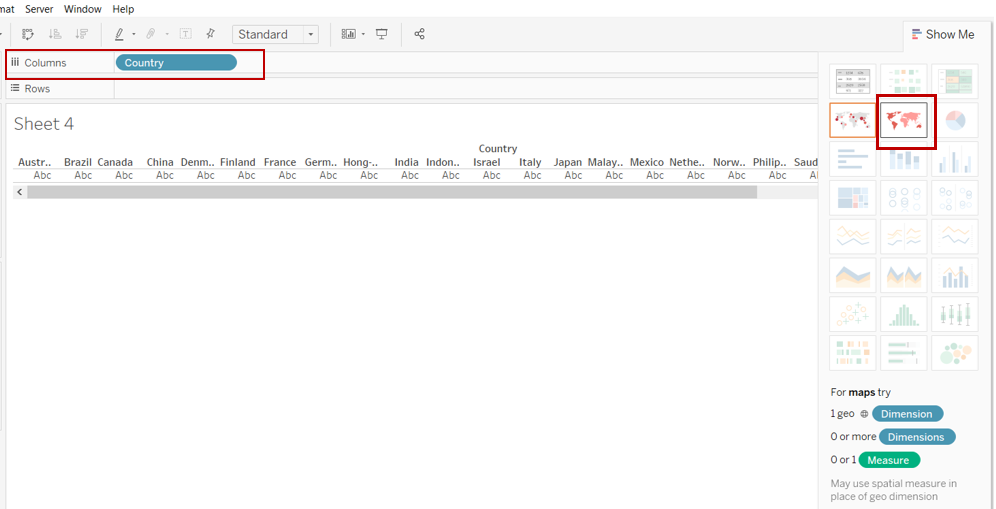 mat Server Window Help
Standard
Show Me
Columns Country
Rows
Sheet 4
Country
Austr.. Brazil Canada China Denm.. Finland France Germ.. Hong-.. India Indon.. Israel Italy Japan Malay.. Mexico Nethe.. Norw.. Philip.. Saud
Abc Abc Abc Abc Abc Abc Abc Abc Abc Abc Abc Abc Abc Abc Abc Abc Abc Abc Abc Ab
For maps try
1 geo Dimension
0 or more Dimensions
0 or 1 Measure
May use spatial measure in
place of geo dimension